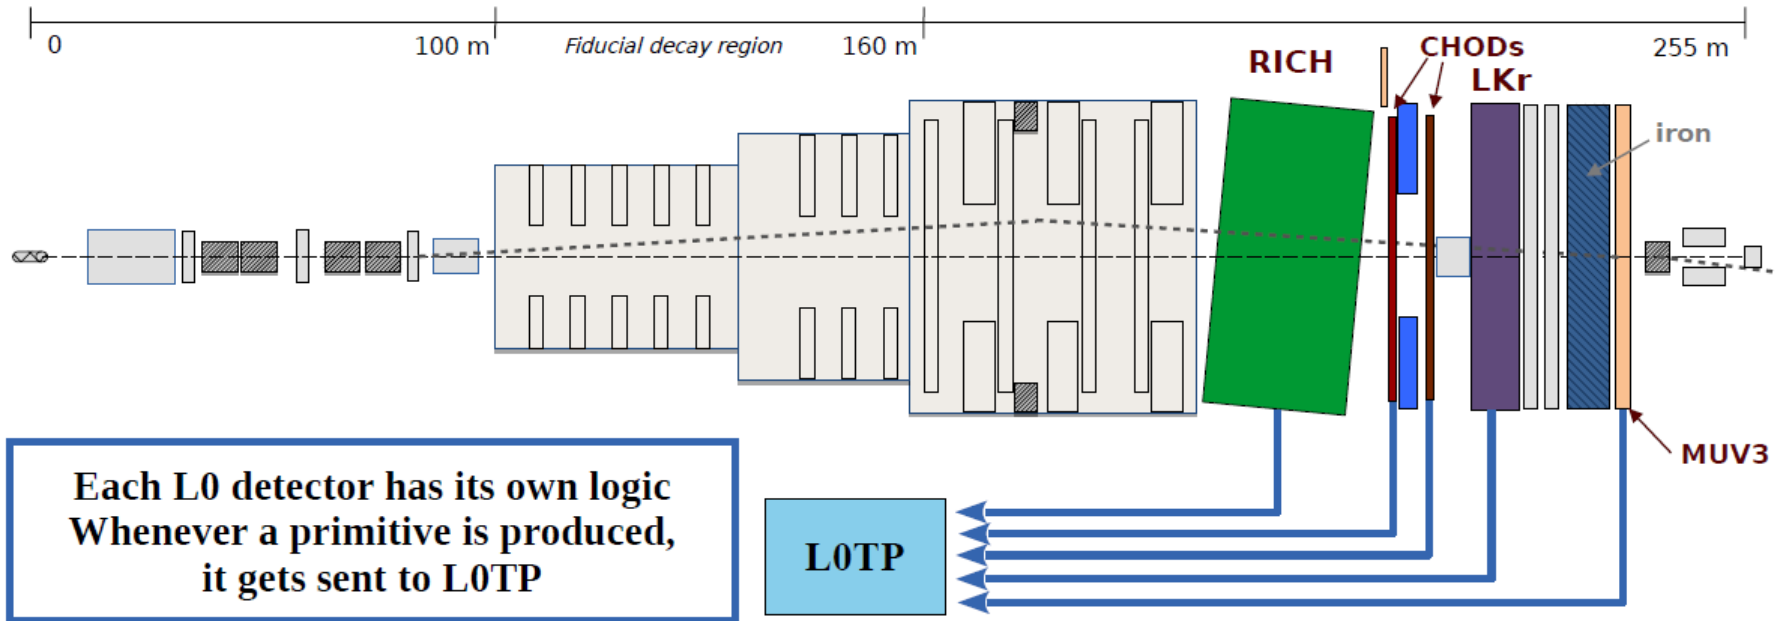 0
100 m
Fiducial decay region
160 m
255 m
RICH
CHODs
LKr
iron
MUV3
Each L0 detector has its own logic
Whenever a primitive is produced,
it gets sent to L0TP
L0TP